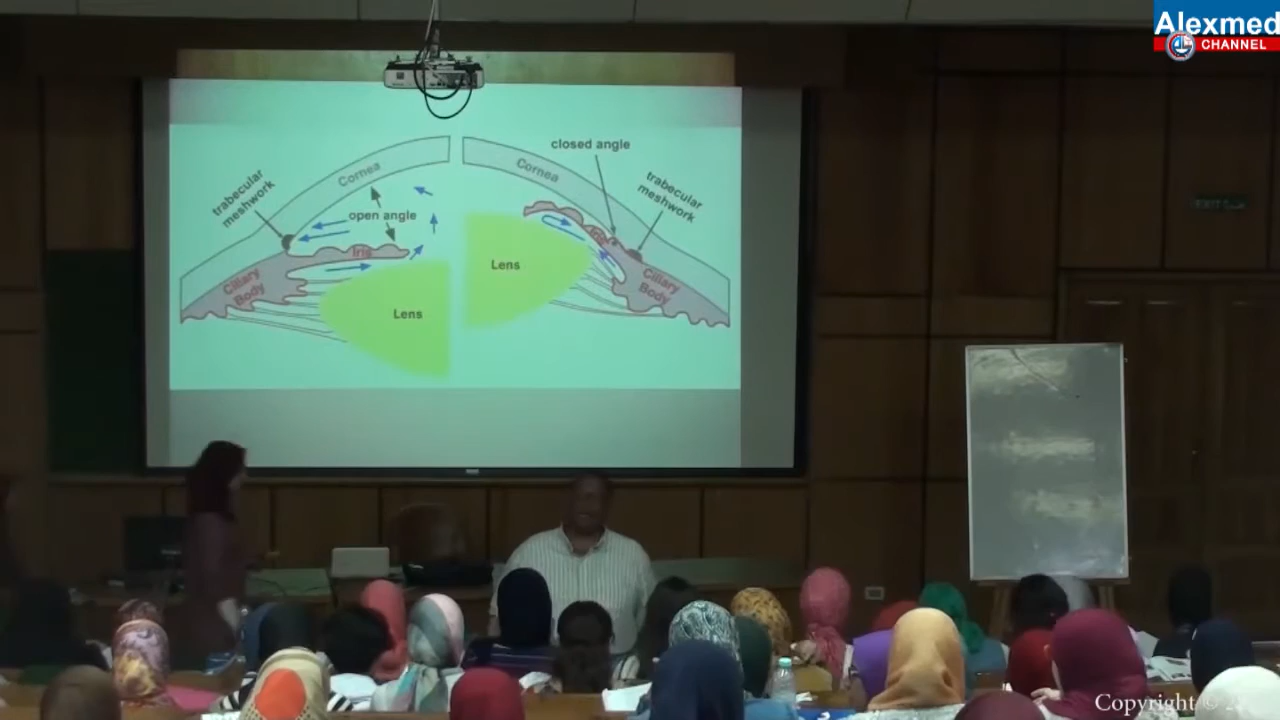 Alexmed
CHANNEL
closed angle
Cornea
Cornea
trabecular
meshwork
trabecular
meshwork
open angle
Iris
Ciliary
Body
Lens
Lens
Ciliary
Body
EXIT
Copyright ©